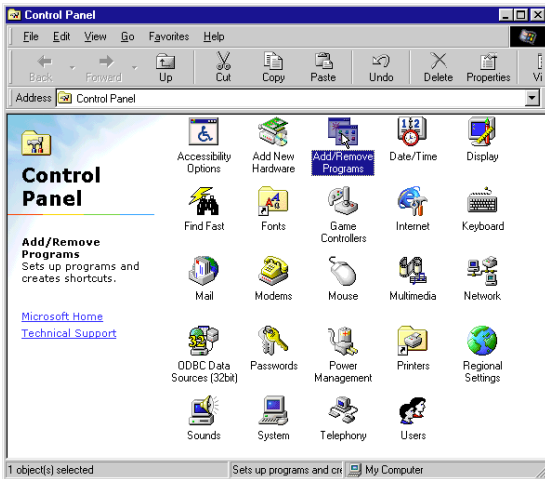 Control Panel
File Edit View Go Favorites Help
Back Forward Up Cut Copy Paste Undo Delete Properties Vi
Address Control Panel
Control
Panel
Add/Remove
Programs
Sets up programs and
creates shortcuts.
Microsoft Home
Technical Support
Accessibility
Options
Add New
Hardware
Add/Remove
Programs
Date/Time
Display
Find Fast
Fonts
Game
Controllers
Internet
Keyboard
Mail
Modems
Mouse
Multimedia
Network
ODBC Data
Sources (32bit)
Passwords
Power
Management
Printers
Regional
Settings
Sounds
System
Telephony
Users
1 object(s) selected
Sets up programs and cre
My Computer